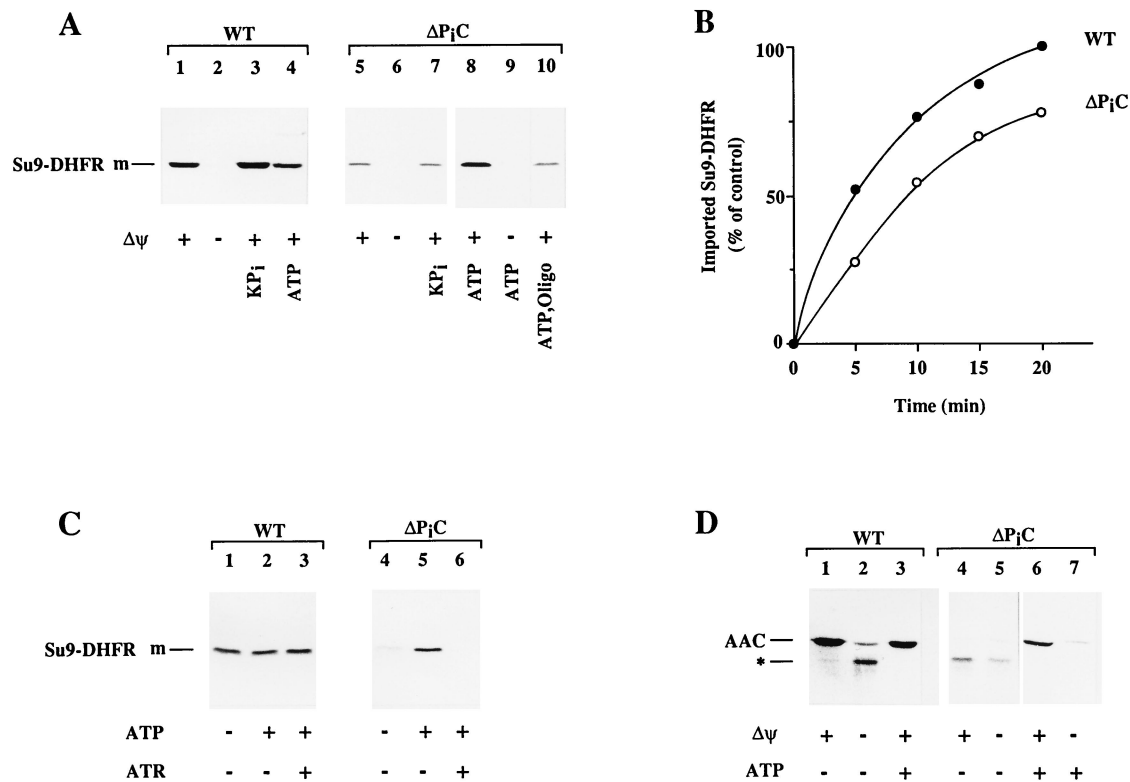 A
WT
ΔPiC
1 2 3 4 5 6 7 8 9 10
Su9-DHFR m
Δψ + - + + + - + + - +
KPi ATP KPi ATP ATP ATP,Oligo
B
100
50
0
Imported Su9-DHFR
(% of control)
WT
ΔPiC
0 5 10 15 20
Time (min)
C
WT
ΔPiC
1 2 3 4 5 6
Su9-DHFR m
ATP - + + - + +
ATR - - + - - +
D
WT
ΔPiC
1 2 3 4 5 6 7
AAC
*
Δψ + - + + - + -
ATP - - + - - + +